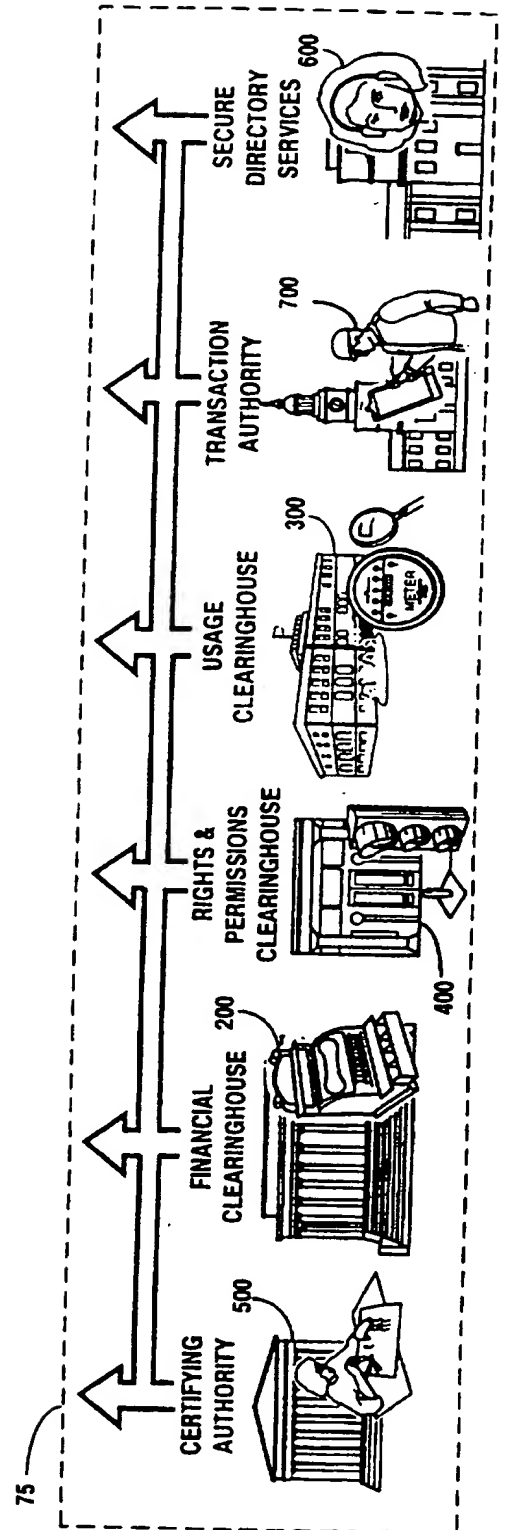 75
CERTIFYING
AUTHORITY
500
FINANCIAL
CLEARINGHOUSE
200
RIGHTS &
PERMISSIONS
CLEARINGHOUSE
400
USAGE
CLEARINGHOUSE
300
METER
TRANSACTION
AUTHORITY
700
SECURE
DIRECTORY
SERVICES
600